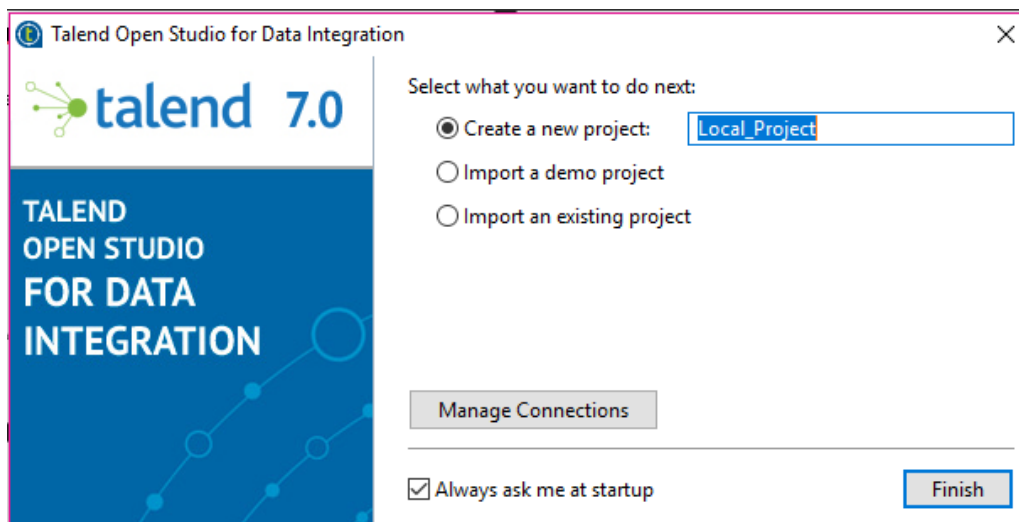 Talend Open Studio for Data Integration
talend 7.0
TALEND
OPEN STUDIO
FOR DATA
INTEGRATION
Select what you want to do next:
Create a new project: Local_Project
Import a demo project
Import an existing project
Manage Connections
Always ask me at startup
Finish